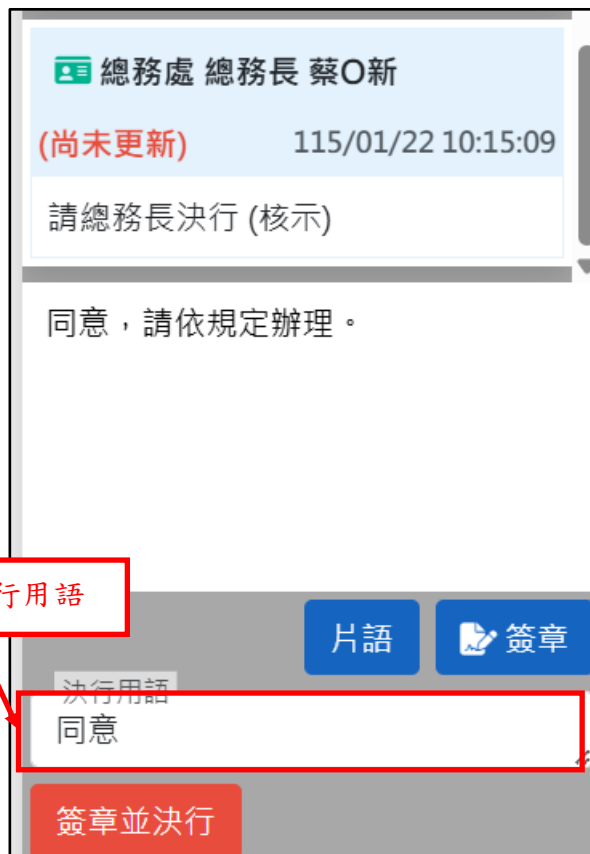 總務處 總務長 蔡O新
(尚未更新) 115/01/22 10:15:09
請總務長決行 (核示)
同意，請依規定辦理。
行用語
片語 簽章
決行用語
同意
簽章並決行